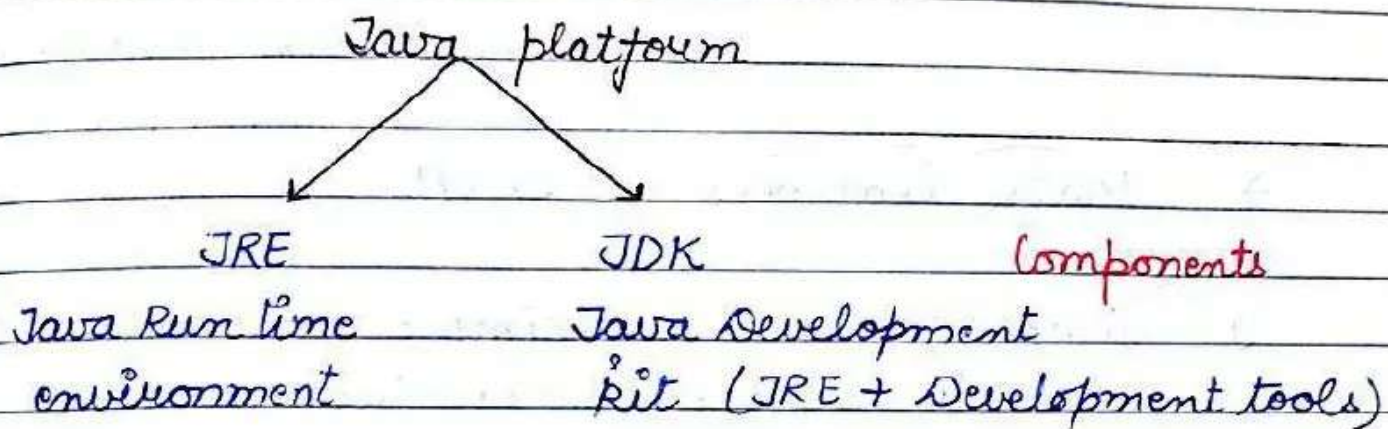 Java platform
JRE JDK Components
Java Run time Java Development
environment kit (JRE + Development tools)